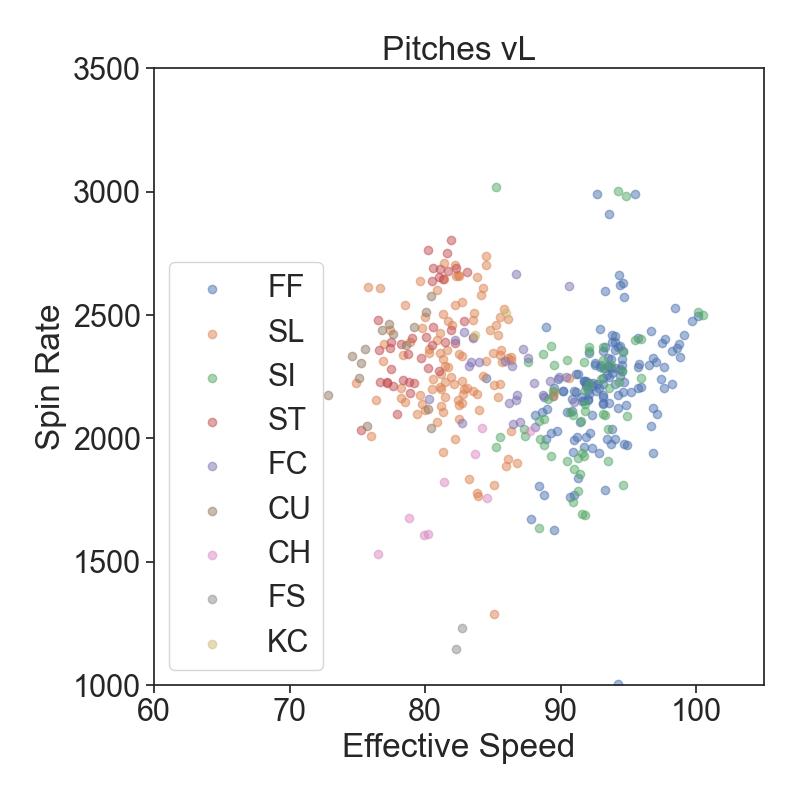 Pitches vL
3500
3000
2500
2000
1500
1000
Spin Rate
FF
SL
SI
ST
FC
CU
CH
FS
KC
60
70
80
90
100
Effective Speed